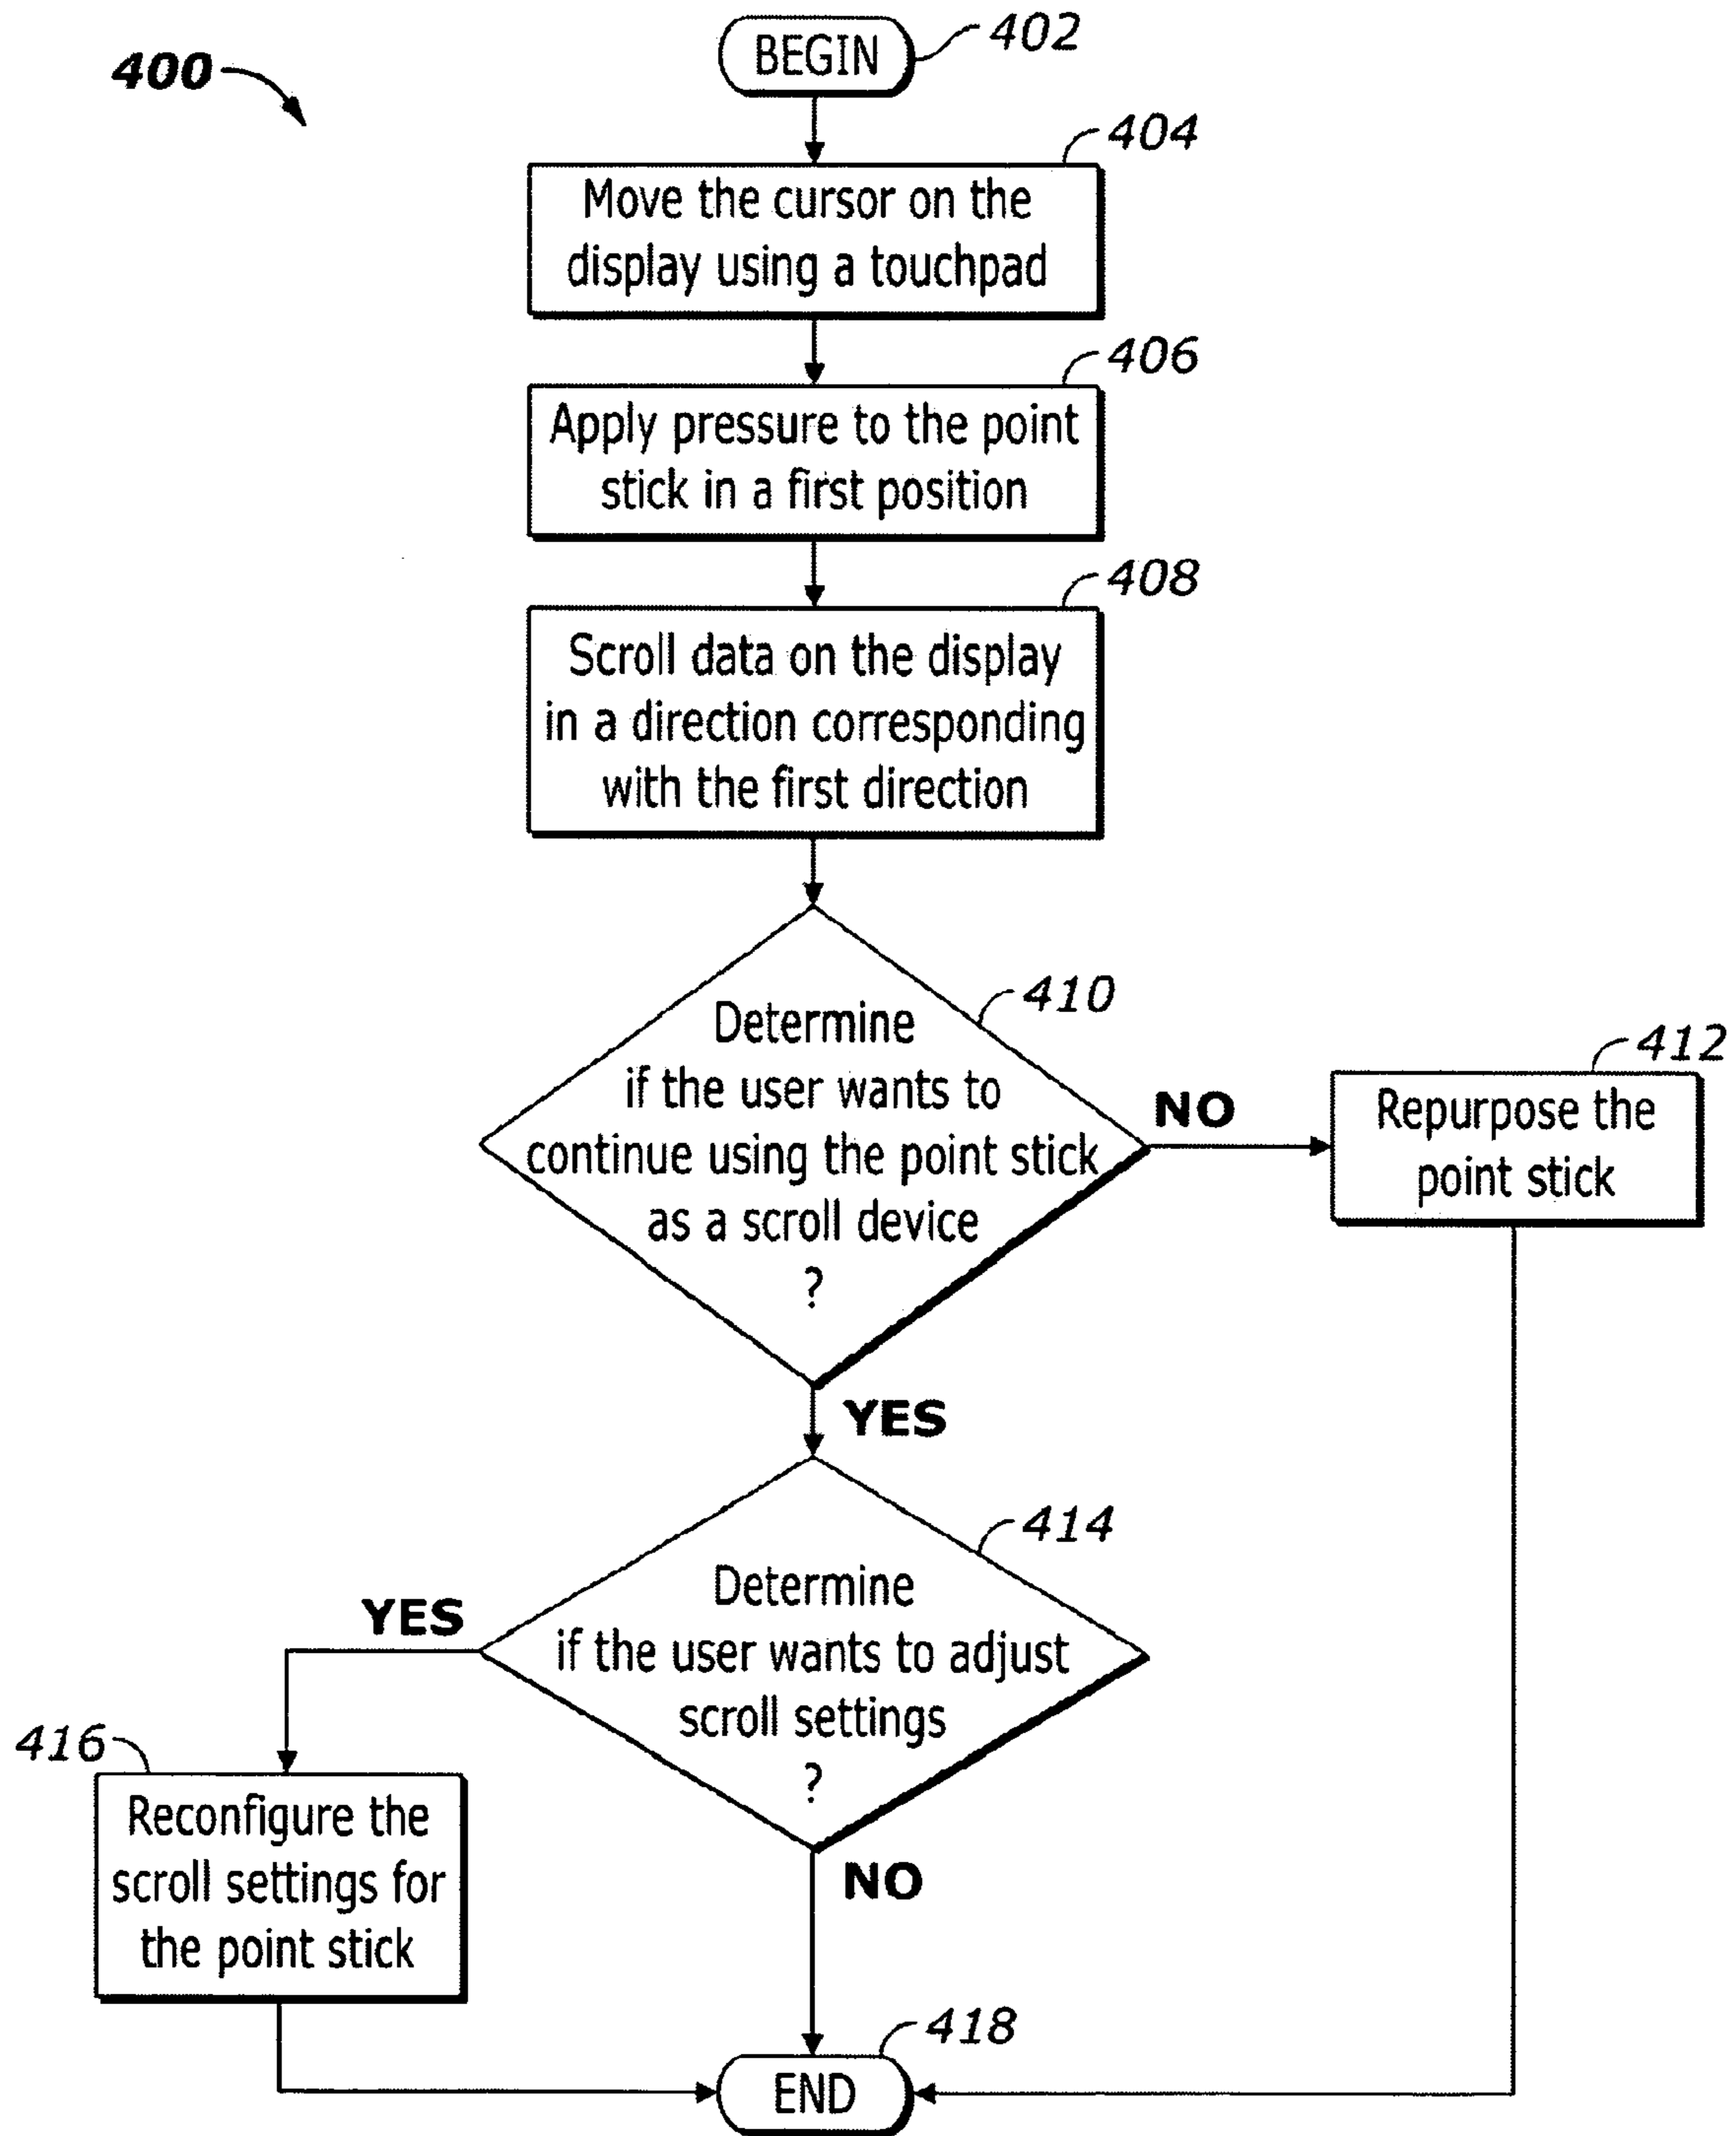 400
BEGIN
402
404
Move the cursor on the
display using a touchpad
406
Apply pressure to the point
stick in a first position
408
Scroll data on the display
in a direction corresponding
with the first direction
410
Determine
if the user wants to
continue using the point stick
as a scroll device
?
NO
412
Repurpose the
point stick
YES
414
Determine
if the user wants to adjust
scroll settings
?
YES
416
Reconfigure the
scroll settings for
the point stick
NO
418
END